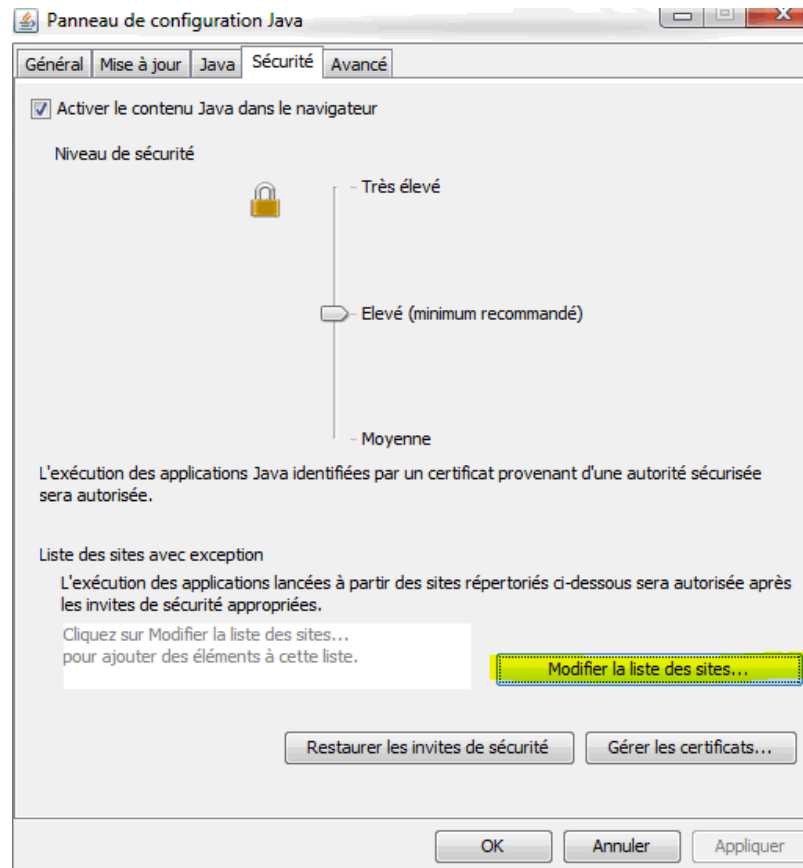 Panneau de configuration Java
Général Mise à jour Java Sécurité Avancé
Activer le contenu Java dans le navigateur
Niveau de sécurité
- Très élevé
- Elevé (minimum recommandé)
- Moyenne
L'exécution des applications Java identifiées par un certificat provenant d'une autorité sécurisée
sera autorisée.
Liste des sites avec exception
L'exécution des applications lancées à partir des sites répertoriés ci-dessous sera autorisée après
les invites de sécurité appropriées.
Cliquez sur Modifier la liste des sites...
pour ajouter des éléments à cette liste.
Modifier la liste des sites...
Restaurer les invites de sécurité Gérer les certificats...
OK Annuler Appliquer